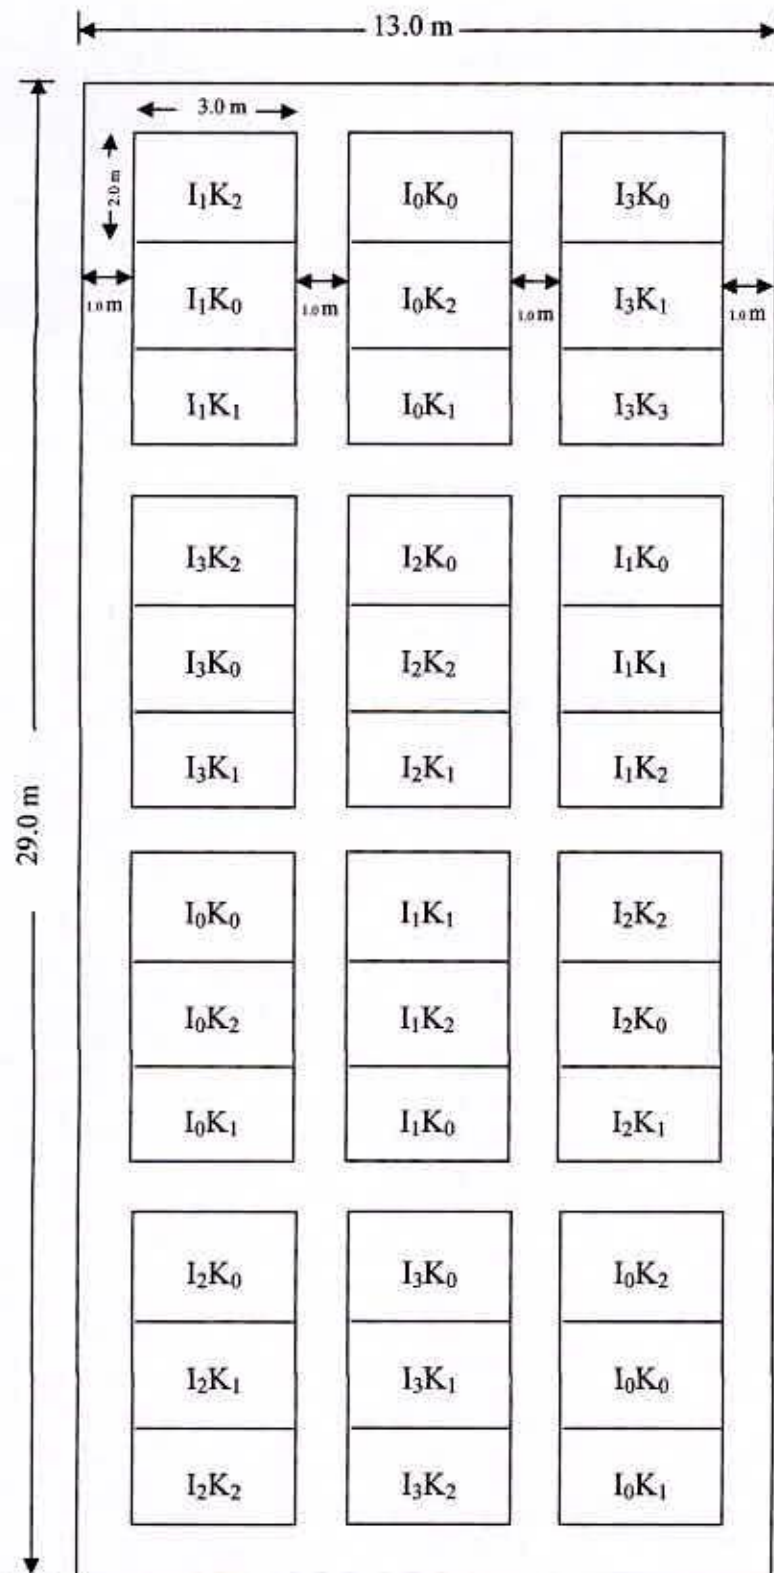 13.0 m
3.0 m
2.0 m
I₁K₂ I₀K₀ I₃K₀
I₁K₀ I₀K₂ I₃K₁
1.0 m 1.0 m 1.0 m 1.0 m
I₁K₁ I₀K₁ I₃K₃
I₃K₂ I₂K₀ I₁K₀
I₃K₀ I₂K₂ I₁K₁
I₃K₁ I₂K₁ I₁K₂
29.0 m
I₀K₀ I₁K₁ I₂K₂
I₀K₂ I₁K₂ I₂K₀
I₀K₁ I₁K₀ I₂K₁
I₂K₀ I₃K₀ I₀K₂
I₂K₁ I₃K₁ I₀K₀
I₂K₂ I₃K₂ I₀K₁